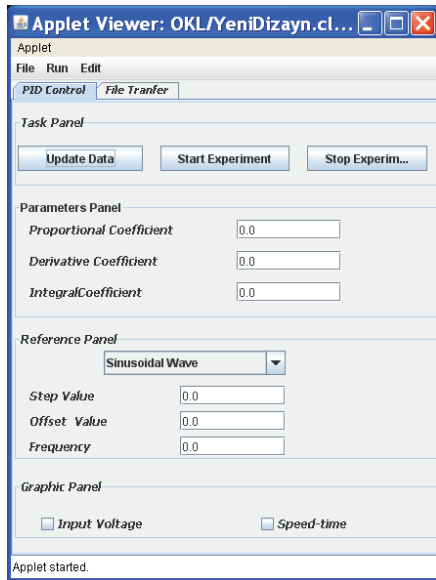 Applet Viewer: OKL/YeniDizayn.cl...
Applet
File Run Edit
PID Control File Tranfer
Task Panel
Update Data Start Experiment Stop Experim...
Parameters Panel
Proportional Coefficient 0.0
Derivative Coefficient 0.0
IntegralCoefficient 0.0
Reference Panel
Sinusoidal Wave
Step Value 0.0
Offset Value 0.0
Frequency 0.0
Graphic Panel
Input Voltage Speed-time
Applet started.